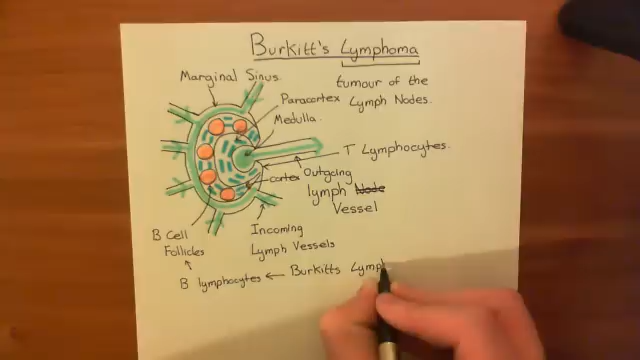 Burkitt's Lymphoma
Marginal Sinus.
tumour of the
Lymph Nodes.
Paracortex
Medulla.
T Lymphocytes.
cortex
Outgoing
lymph Node
Vessel
B Cell
Follicles
Incoming
Lymph Vessels
B lymphocytes ← Burkitts Lymph